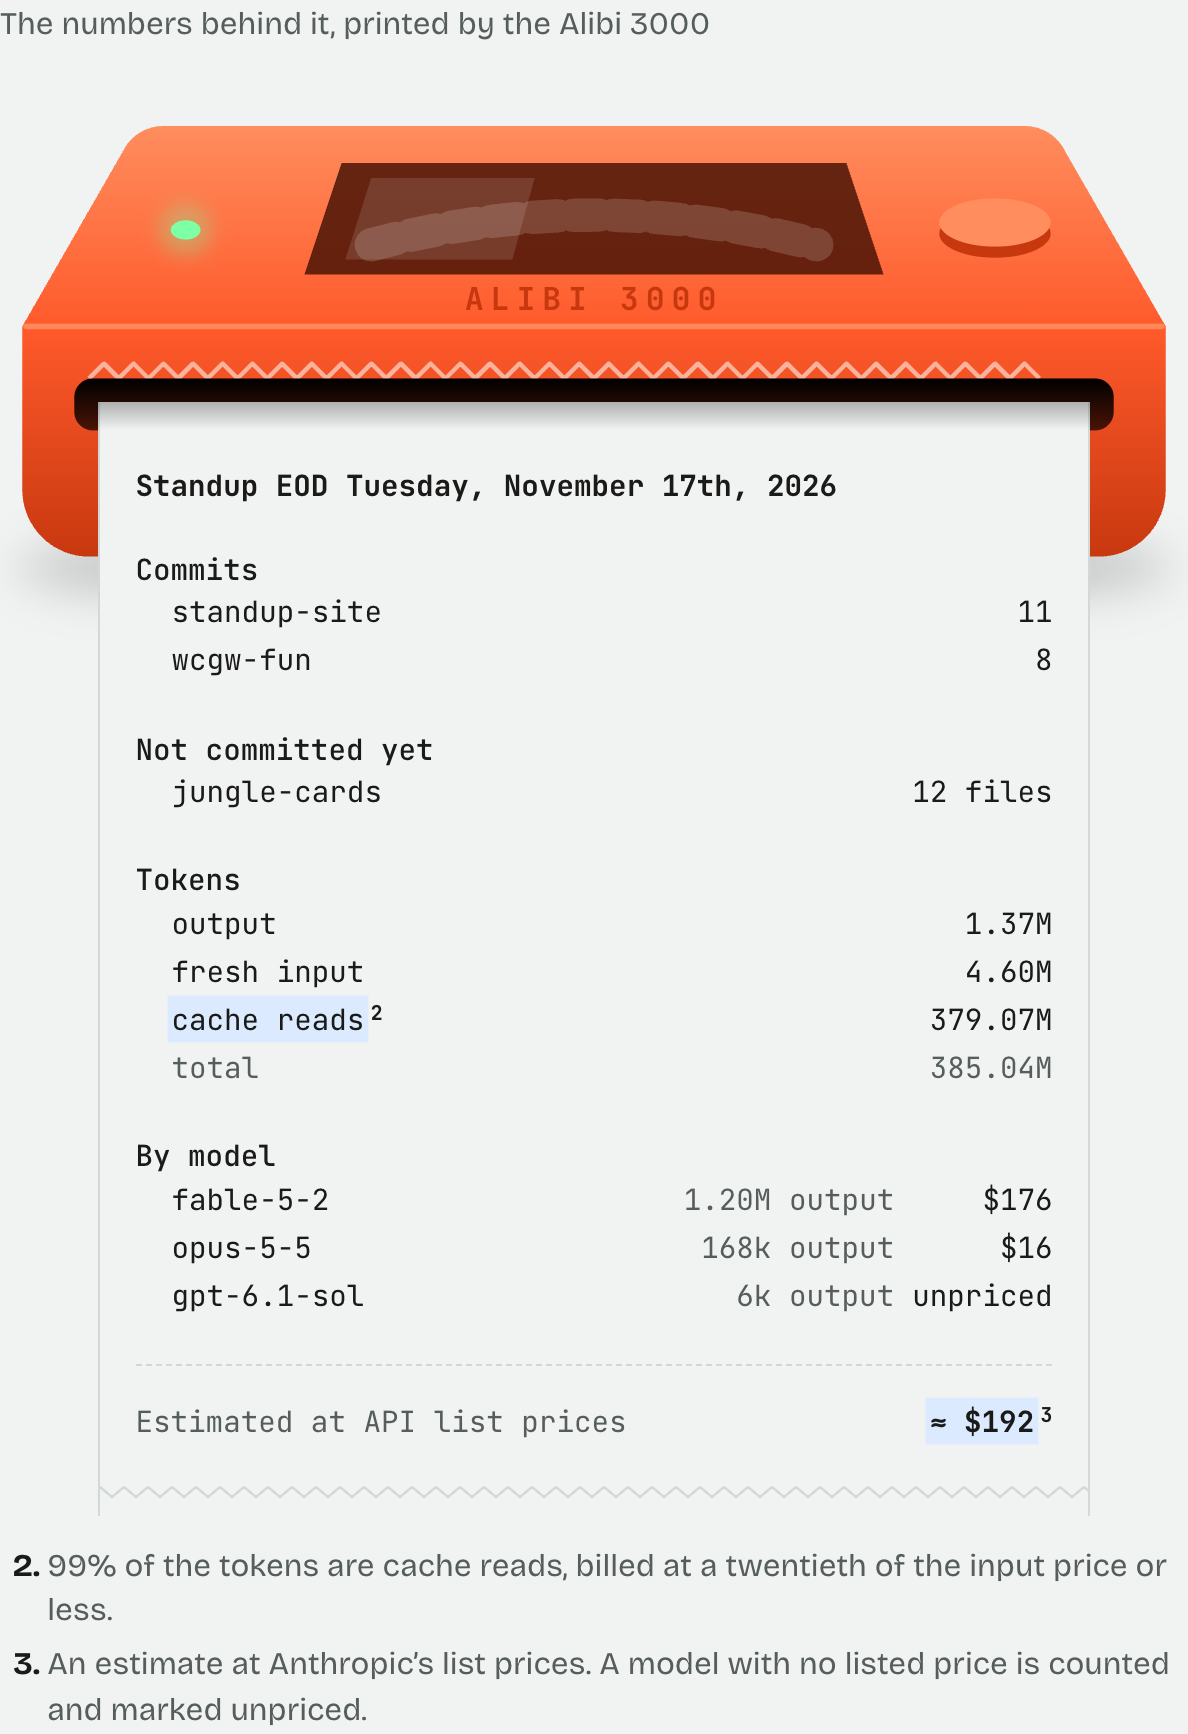 The numbers behind it, printed by the Alibi 3000
ALIBI 3000
Standup EOD Tuesday, November 17th, 2026
Commits
standup-site 11
wcgw-fun 8
Not committed yet
jungle-cards 12 files
Tokens
output 1.37M
fresh input 4.60M
cache reads² 379.07M
total 385.04M
By model
fable-5-2 1.20M output $176
opus-5-5 168k output $16
gpt-6.1-sol 6k output unpriced
Estimated at API list prices ≈ $192³
2. 99% of the tokens are cache reads, billed at a twentieth of the input price or
less.
3. An estimate at Anthropic’s list prices. A model with no listed price is counted
and marked unpriced.